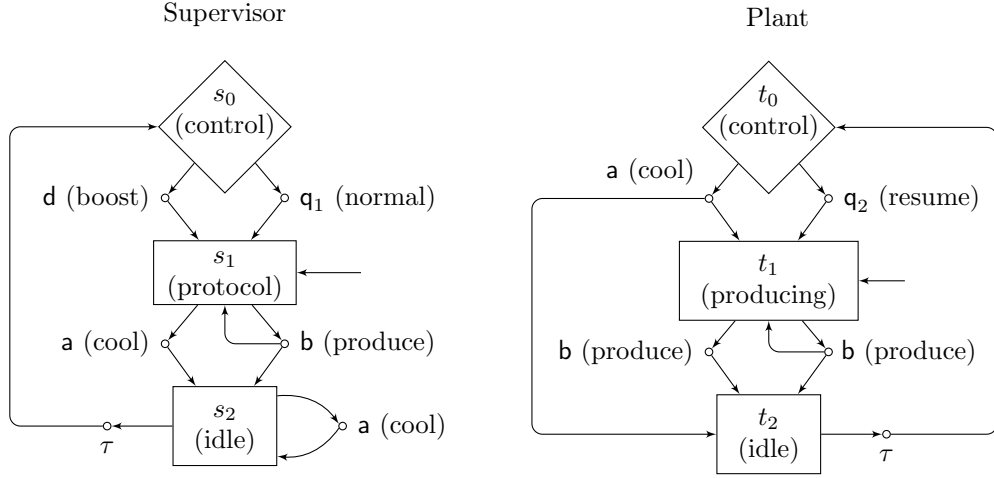 Supervisor
s₀
(control)
d (boost)
q₁ (normal)
s₁
(protocol)
a (cool)
b (produce)
s₂
(idle)
a (cool)
τ
Plant
t₀
(control)
a (cool)
q₂ (resume)
t₁
(producing)
b (produce)
b (produce)
t₂
(idle)
τ